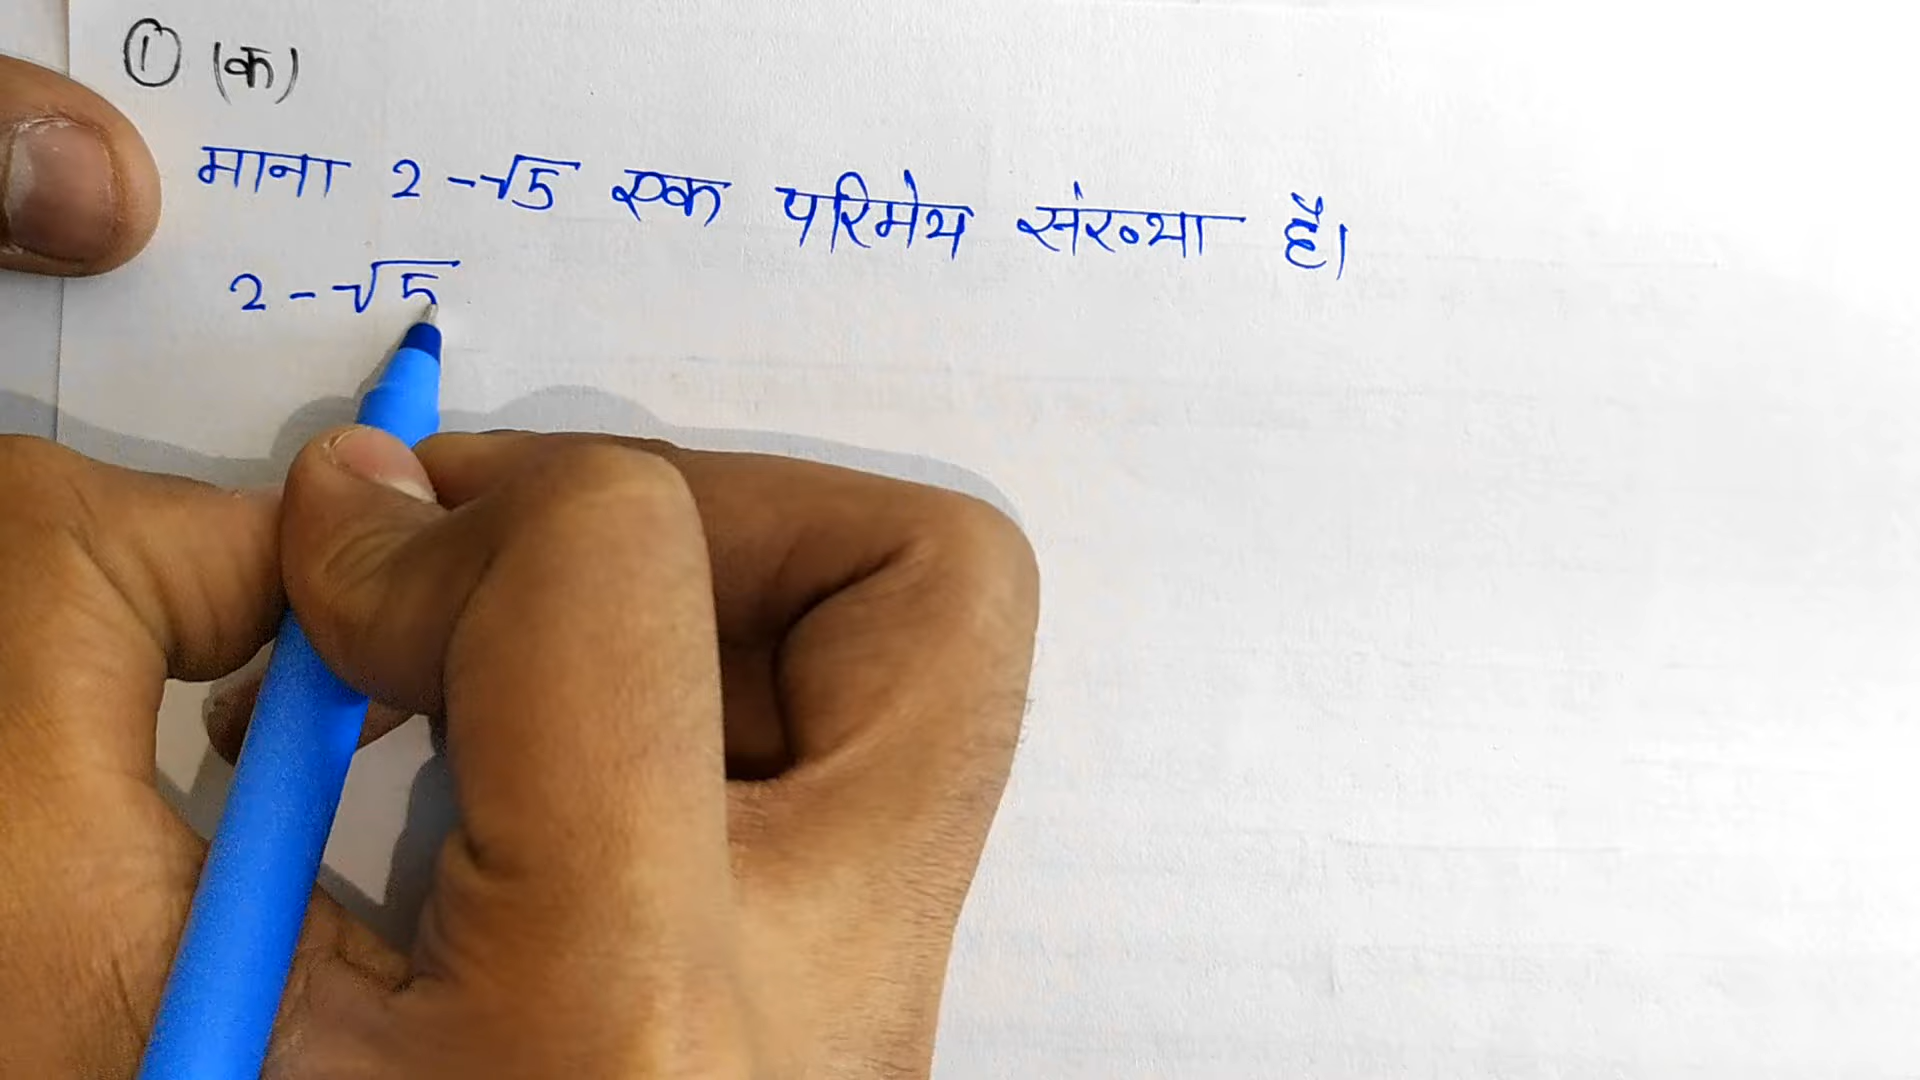 ① (क)
माना 2-√5 एक परिमेय संख्या है।
2-√5